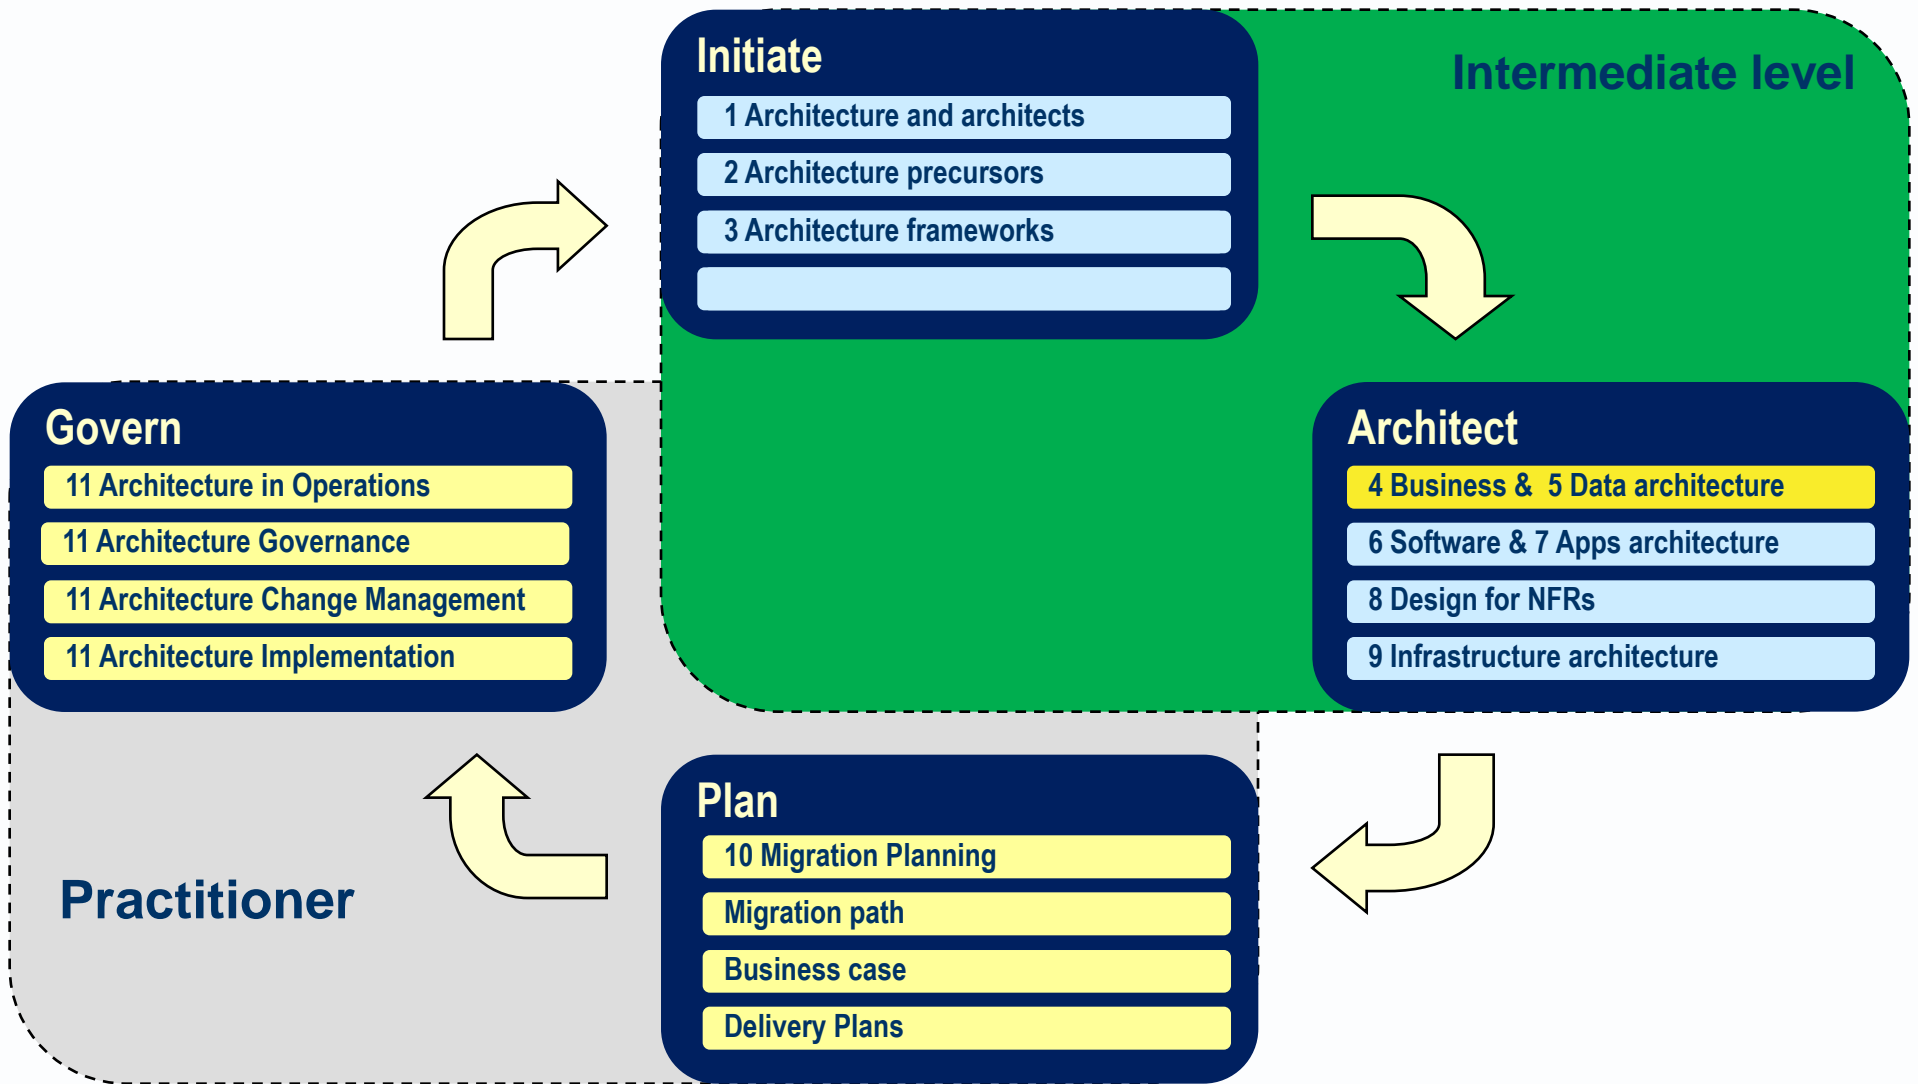 Initiate
1 Architecture and architects
2 Architecture precursors
3 Architecture frameworks
Intermediate level
Govern
11 Architecture in Operations
11 Architecture Governance
11 Architecture Change Management
11 Architecture Implementation
Architect
4 Business &  5 Data architecture
6 Software & 7 Apps architecture
8 Design for NFRs
9 Infrastructure architecture
Practitioner
Plan
10 Migration Planning
Migration path
Business case
Delivery Plans